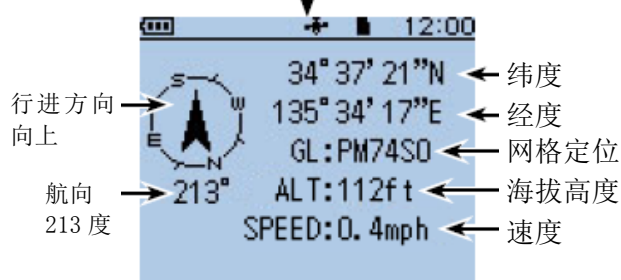 12:00
34°37'21”N
纬度
行进方向
向上
S
W
E
N
135°34'17”E
经度
GL:PM74SO
网格定位
213°
航向
213 度
ALT:112ft
海拔高度
SPEED:0.4mph
速度